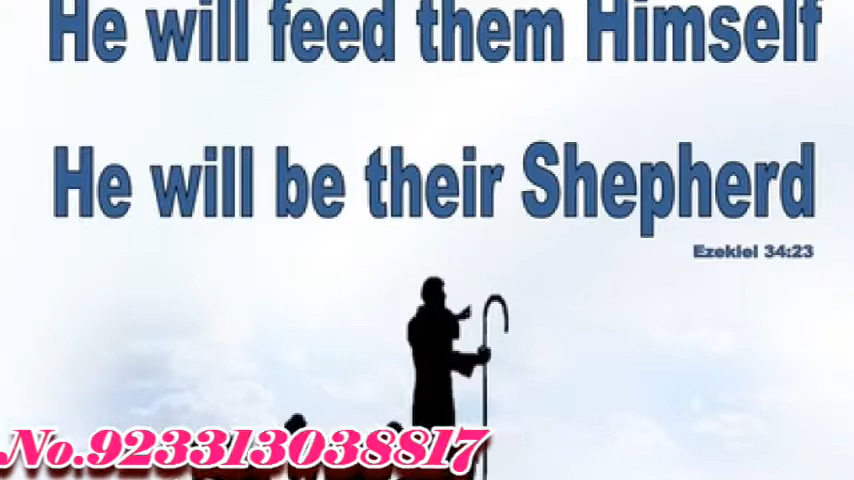 He will feed them Himself
He will be their Shepherd
Ezekiel 34:23
No.923313038817